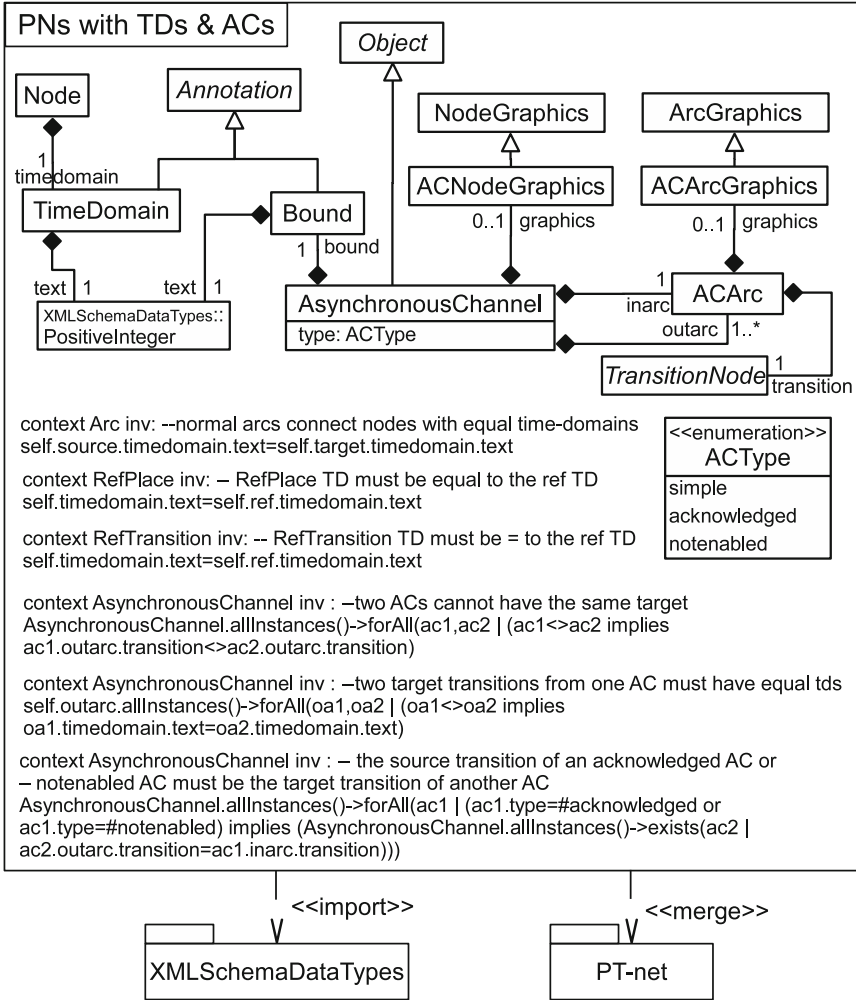 PNs with TDs & ACs
Object
Node
Annotation
NodeGraphics
ArcGraphics
1
timedomain
TimeDomain
Bound
ACNodeGraphics
ACArcGraphics
1 bound
0..1 graphics
0..1 graphics
text 1
text 1
XMLSchemaDataTypes::
PositiveInteger
AsynchronousChannel
type: ACType
1
inarc
ACArc
outarc 1..*
TransitionNode
1
transition
context Arc inv: --normal arcs connect nodes with equal time-domains
self.source.timedomain.text=self.target.timedomain.text
context RefPlace inv: – RefPlace TD must be equal to the ref TD
self.timedomain.text=self.ref.timedomain.text
context RefTransition inv: -- RefTransition TD must be = to the ref TD
self.timedomain.text=self.ref.timedomain.text
<<enumeration>>
ACType
simple
acknowledged
notenabled
context AsynchronousChannel inv : –two ACs cannot have the same target
AsynchronousChannel.allInstances()->forAll(ac1,ac2 | (ac1<>ac2 implies
ac1.outarc.transition<>ac2.outarc.transition)
context AsynchronousChannel inv : –two target transitions from one AC must have equal tds
self.outarc.allInstances()->forAll(oa1,oa2 | (oa1<>oa2 implies
oa1.timedomain.text=oa2.timedomain.text)
context AsynchronousChannel inv : – the source transition of an acknowledged AC or
– notenabled AC must be the target transition of another AC
AsynchronousChannel.allInstances()->forAll(ac1 | (ac1.type=#acknowledged or
ac1.type=#notenabled) implies (AsynchronousChannel.allInstances()->exists(ac2 |
ac2.outarc.transition=ac1.inarc.transition)))
<<import>>
<<merge>>
XMLSchemaDataTypes
PT-net